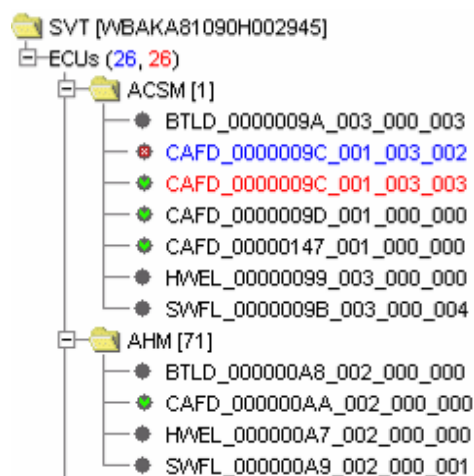 SVT [WBAKA81090H002945]
ECUs (26, 26)
ACSM [1]
BTLD_0000009A_003_000_003
CAFD_0000009C_001_003_002
CAFD_0000009C_001_003_003
CAFD_0000009D_001_000_000
CAFD_00000147_001_000_000
HWEL_00000099_003_000_000
SWFL_0000009B_003_000_004
AHM [71]
BTLD_000000A8_002_000_000
CAFD_000000AA_002_000_000
HWEL_000000A7_002_000_000
SWFL_000000A9_002_000_001